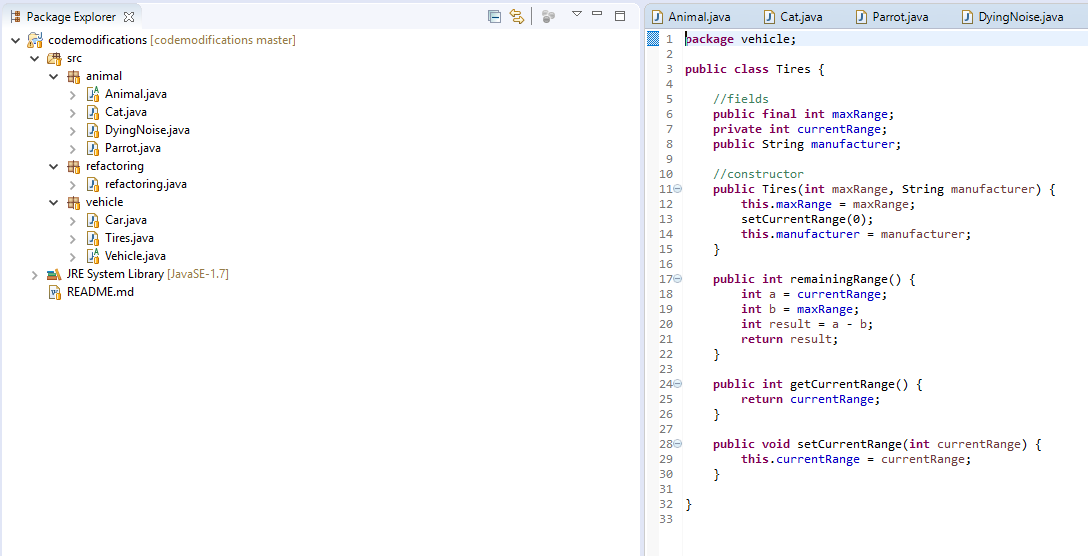 Package Explorer
codemodifications [codemodifications master]
src
animal
Animal.java
Cat.java
DyingNoise.java
Parrot.java
refactoring
refactoring.java
vehicle
Car.java
Tires.java
Vehicle.java
JRE System Library [JavaSE-1.7]
README.md
Animal.java Cat.java Parrot.java DyingNoise.java
1 package vehicle;
2
3 public class Tires {
4
5 //fields
6 public final int maxRange;
7 private int currentRange;
8 public String manufacturer;
9
10 //constructor
11 public Tires(int maxRange, String manufacturer) {
12 this.maxRange = maxRange;
13 setCurrentRange(0);
14 this.manufacturer = manufacturer;
15 }
16
17 public int remainingRange() {
18 int a = currentRange;
19 int b = maxRange;
20 int result = a - b;
21 return result;
22 }
23
24 public int getCurrentRange() {
25 return currentRange;
26 }
27
28 public void setCurrentRange(int currentRange) {
29 this.currentRange = currentRange;
30 }
31
32 }
33